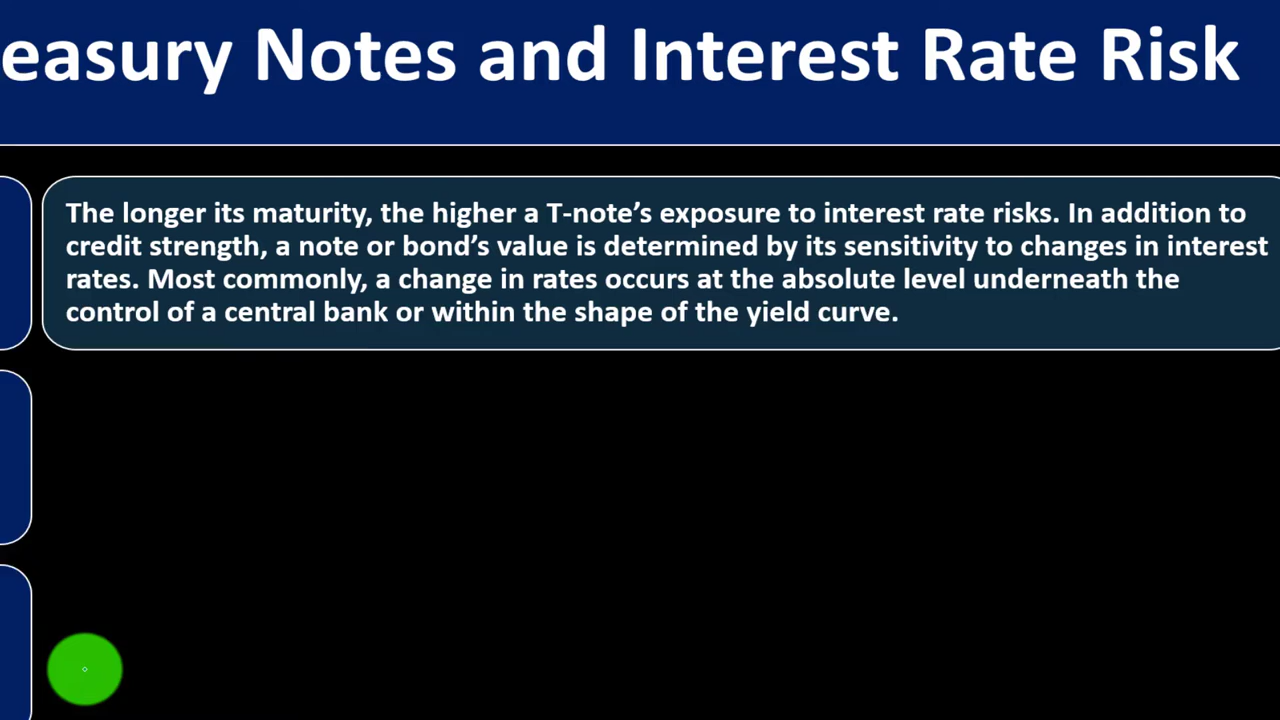 easury Notes and Interest Rate Risk
The longer its maturity, the higher a T-note’s exposure to interest rate risks. In addition to
credit strength, a note or bond’s value is determined by its sensitivity to changes in interest
rates. Most commonly, a change in rates occurs at the absolute level underneath the
control of a central bank or within the shape of the yield curve.